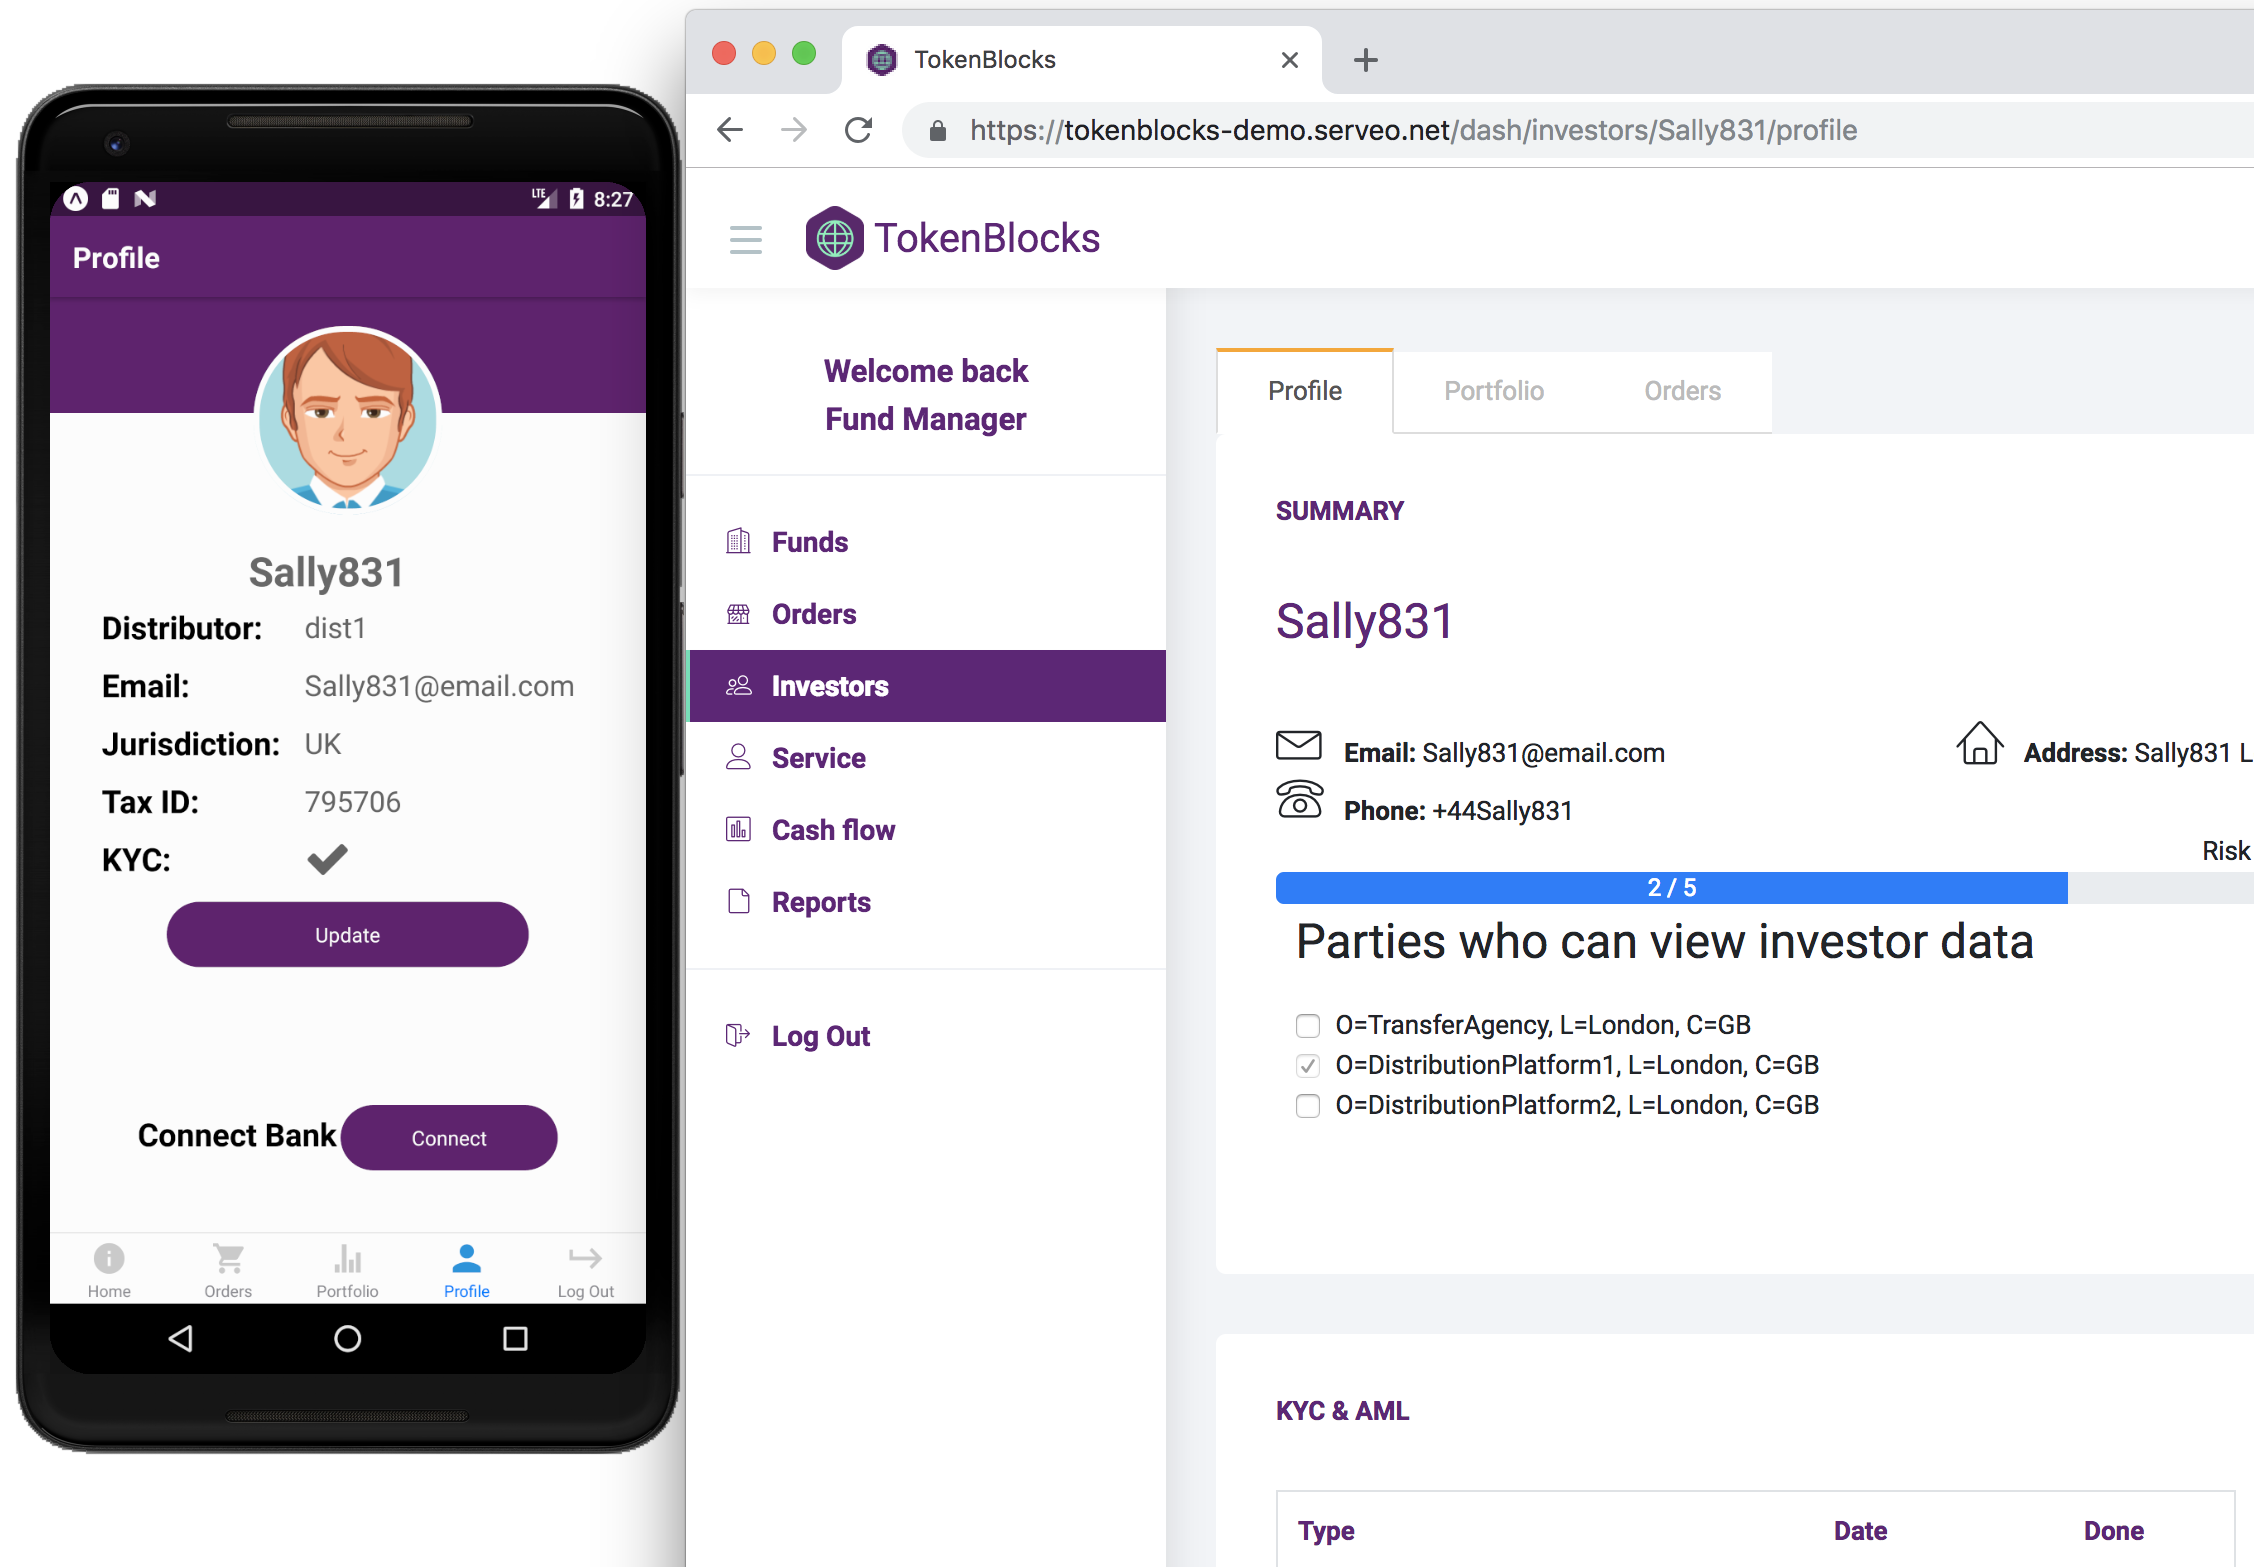 LTE 8:27
Profile
Sally831
Distributor: dist1
Email: Sally831@email.com
Jurisdiction: UK
Tax ID: 795706
KYC:
Update
Connect Bank Connect
Home Orders Portfolio Profile Log Out
TokenBlocks
https://tokenblocks-demo.serveo.net/dash/investors/Sally831/profile
TokenBlocks
Welcome back
Fund Manager
Funds
Orders
Investors
Service
Cash flow
Reports
Log Out
Profile Portfolio Orders
SUMMARY
Sally831
Email: Sally831@email.com Address: Sally831 L
Phone: +44Sally831
Risk
2 / 5
Parties who can view investor data
O=TransferAgency, L=London, C=GB
O=DistributionPlatform1, L=London, C=GB
O=DistributionPlatform2, L=London, C=GB
KYC & AML
Type Date Done